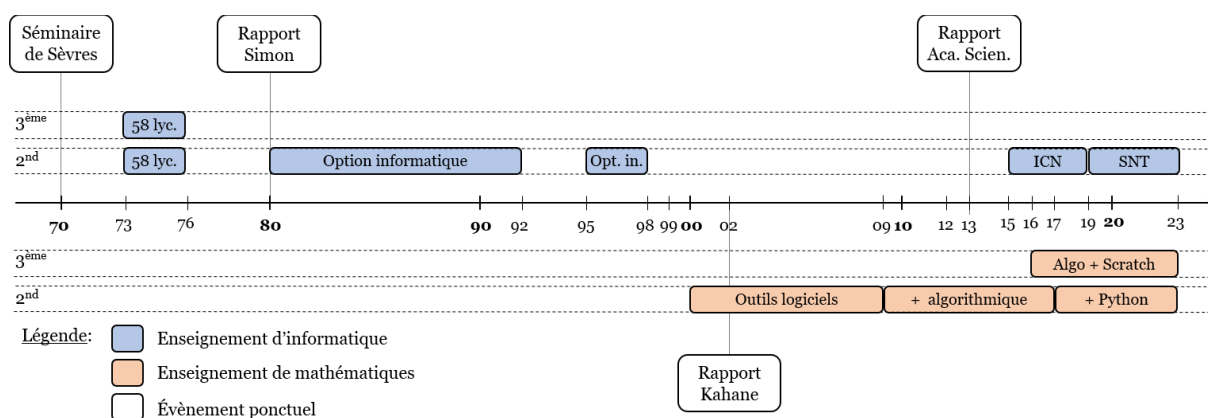 Séminaire
de Sèvres
Rapport
Simon
Rapport
Aca. Scien.
3ème
58 lyc.
2nd
58 lyc.
Option informatique
Opt. in.
ICN
SNT
70 73 76 80 90 92 95 98 99 00 02 09 10 12 13 15 16 17 19 20 23
3ème
Algo + Scratch
2nd
Outils logiciels
+ algorithmique
+ Python
Légende:
Enseignement d'informatique
Enseignement de mathématiques
Évènement ponctuel
Rapport
Kahane